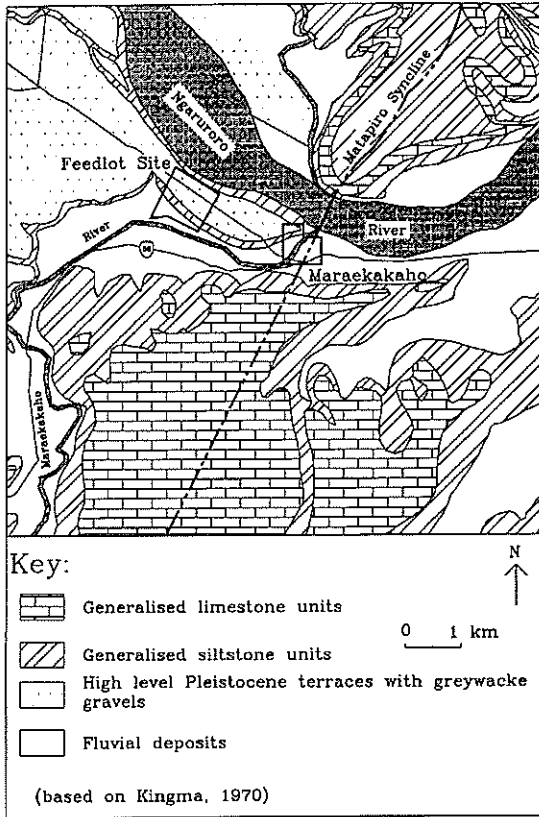 Ngaruroro
Matapiro Syncline
Feedlot Site
River
River
50
Maraekakaho
Maraekakaho
Key:
N
Generalised limestone units
0 1 km
Generalised siltstone units
High level Pleistocene terraces with greywacke
gravels
Fluvial deposits
(based on Kingma, 1970)